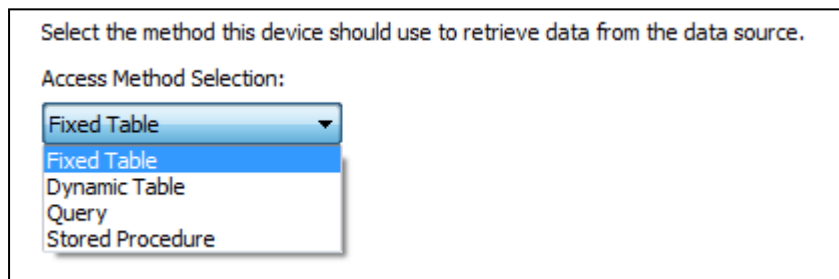 Select the method this device should use to retrieve data from the data source.
Access Method Selection:
Fixed Table
Fixed Table
Dynamic Table
Query
Stored Procedure